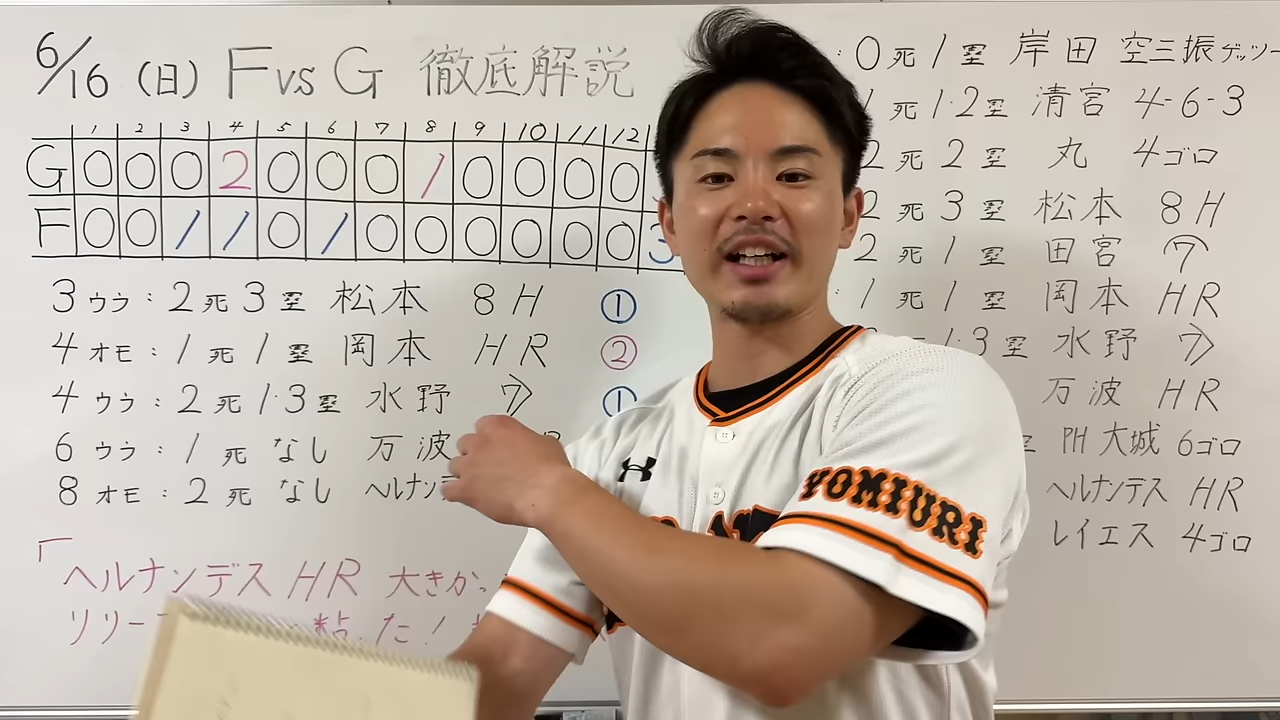 6/16 (日) F vs G 徹底解説
1 2 3 4 5 6 7 8 9 10 11 12
G 0 0 0 2 0 0 0 1 0 0 0 0
F 0 0 1 1 0 1 0 0 0 0 0 0 3
3ウラ:2死3塁 松本 8H ①
4オモ:1死1塁 岡本 HR ②
4ウラ:2死1・3塁 水野 7> ①
6ウラ:1死なし 万波
8オモ:2死なし ヘルナンデ
「ヘルナンデスHR 大きか
リリー 粘った!
:0死1塁 岸田 空三振ゲッツー
死1・2塁 清宮 4-6-3
2死2塁 丸 4ゴロ
2死3塁 松本 8H
2死1塁 田宮 7
1死1塁 岡本 HR
1・3塁 水野 7>
万波 HR
PH大城 6ゴロ
ヘルナンデス HR
レイエス 4ゴロ
YOMIURI